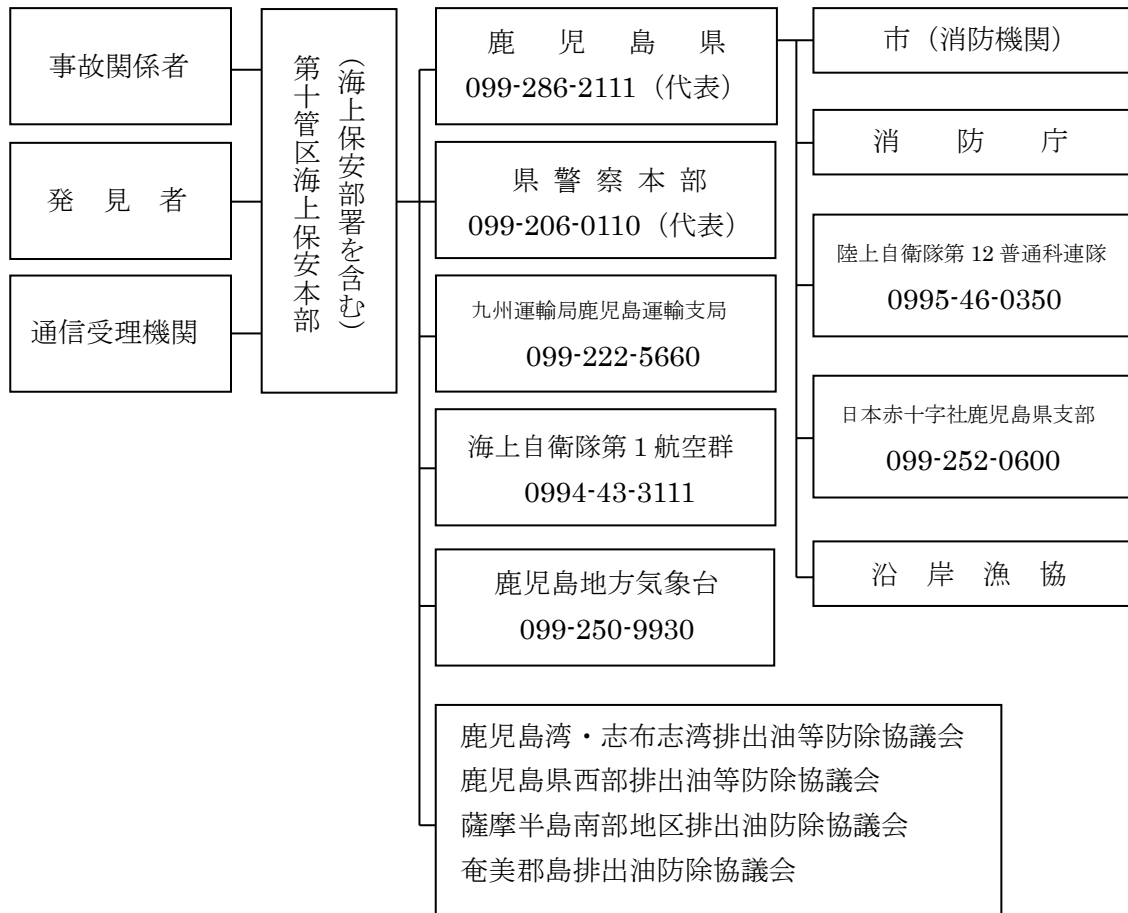 事故関係者
発見者
通信受理機関
第十管区海上保安本部
(海上保安部署を含む)
鹿児島県
099-286-2111（代表）
県警察本部
099-206-0110（代表）
九州運輸局鹿児島運輸支局
099-222-5660
海上自衛隊第１航空群
0994-43-3111
鹿児島地方気象台
099-250-9930
鹿児島湾・志布志湾排出油等防除協議会
鹿児島県西部排出油等防除協議会
薩摩半島南部地区排出油防除協議会
奄美郡島排出油防除協議会
市（消防機関）
消防庁
陸上自衛隊第 12 普通科連隊
0995-46-0350
日本赤十字社鹿児島県支部
099-252-0600
沿岸漁協